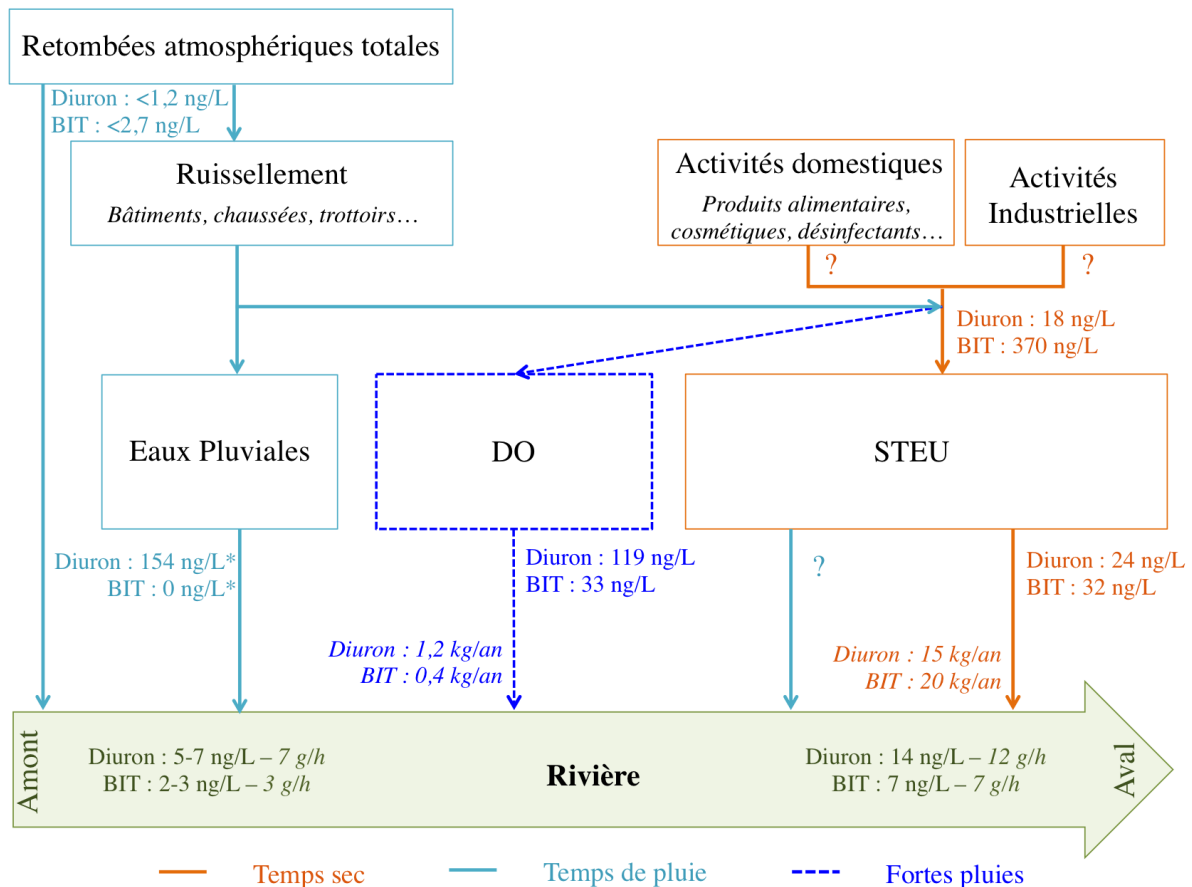 Retombées atmosphériques totales
Diuron : <1,2 ng/L
BIT : <2,7 ng/L
Ruissellement
Bâtiments, chaussées, trottoirs…
Activités domestiques
Produits alimentaires,
cosmétiques, désinfectants…
Activités
Industrielles
?
?
Diuron : 18 ng/L
BIT : 370 ng/L
Eaux Pluviales
DO
STEU
Diuron : 154 ng/L*
BIT : 0 ng/L*
Diuron : 119 ng/L
BIT : 33 ng/L
?
Diuron : 24 ng/L
BIT : 32 ng/L
Diuron : 1,2 kg/an
BIT : 0,4 kg/an
Diuron : 15 kg/an
BIT : 20 kg/an
Amont
Diuron : 5-7 ng/L – 7 g/h
BIT : 2-3 ng/L – 3 g/h
Rivière
Diuron : 14 ng/L – 12 g/h
BIT : 7 ng/L – 7 g/h
Aval
Temps sec
Temps de pluie
Fortes pluies